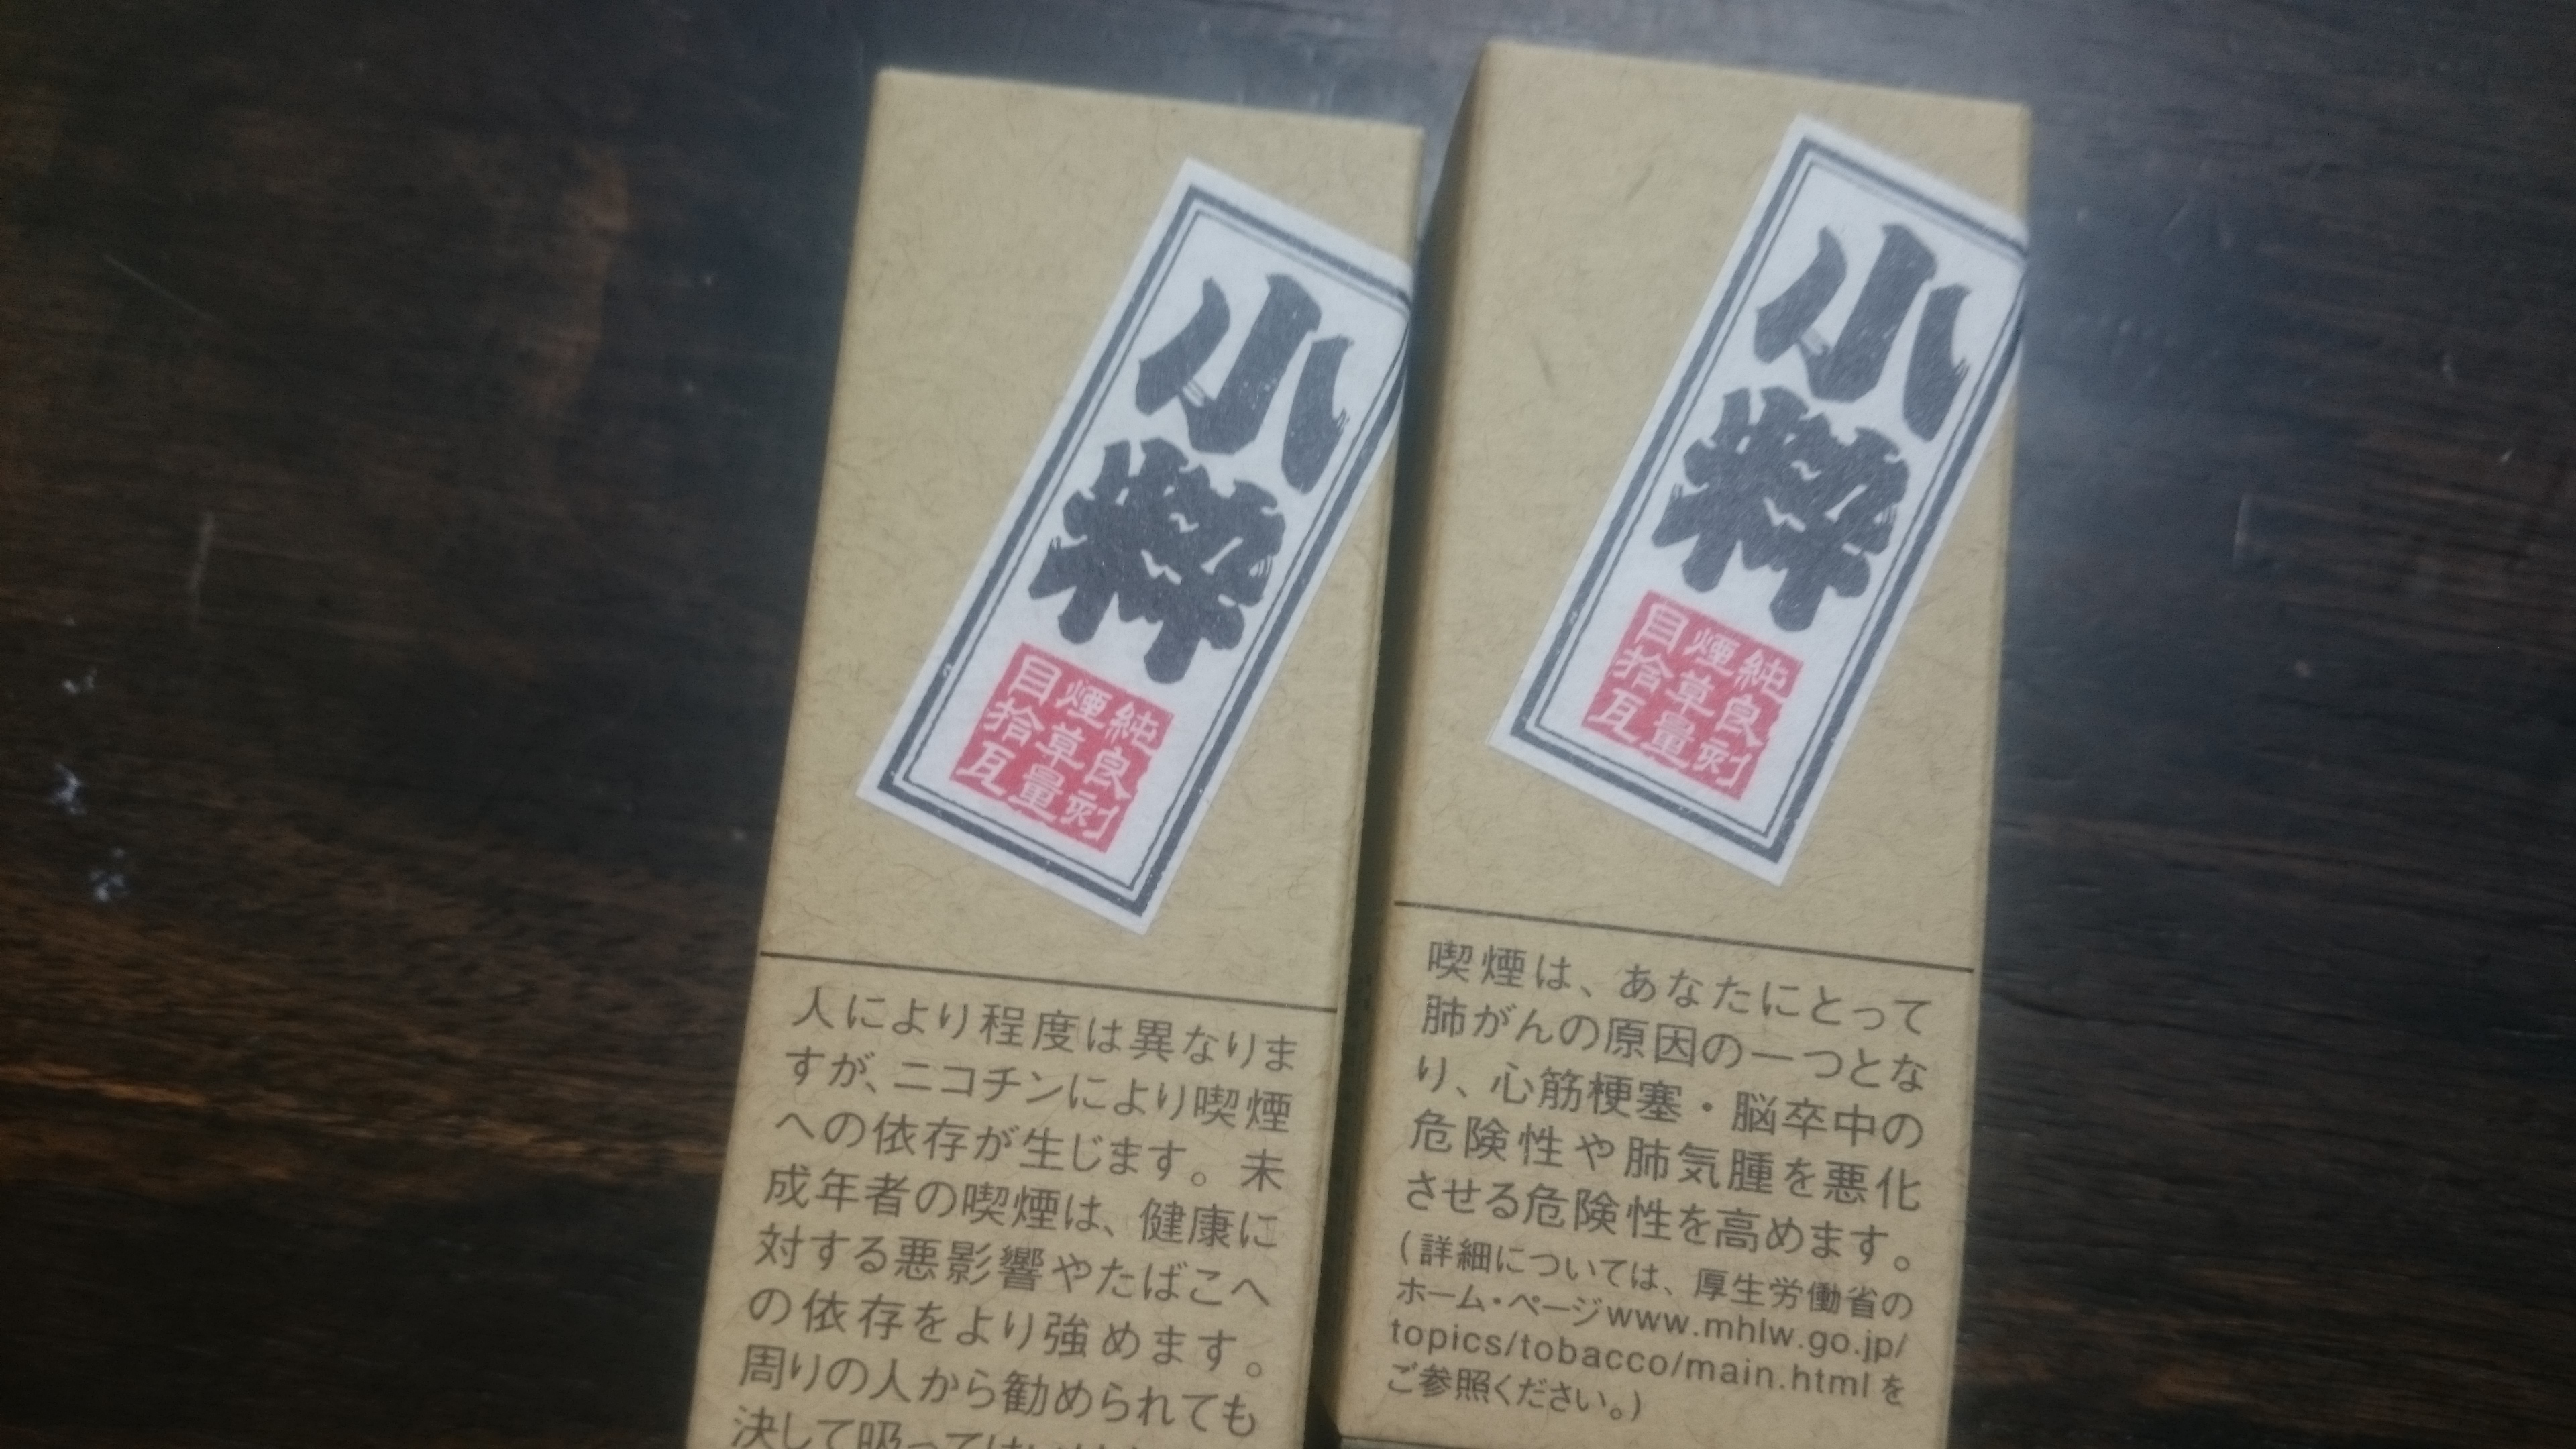 小粋
純良刻
煙草量
目拾瓦
人により程度は異なりま
すが、ニコチンにより喫煙
への依存が生じます。未
成年者の喫煙は、健康に
対する悪影響やたばこへ
の依存をより強めます。
周りの人から勧められても
決して吸っては
小粋
純良刻
煙草量
目拾瓦
喫煙は、あなたにとって
肺がんの原因の一つとな
り、心筋梗塞・脳卒中の
危険性や肺気腫を悪化
させる危険性を高めます。
(詳細については、厚生労働省の
ホーム・ページwww.mhlw.go.jp/
topics/tobacco/main.htmlを
ご参照ください。)